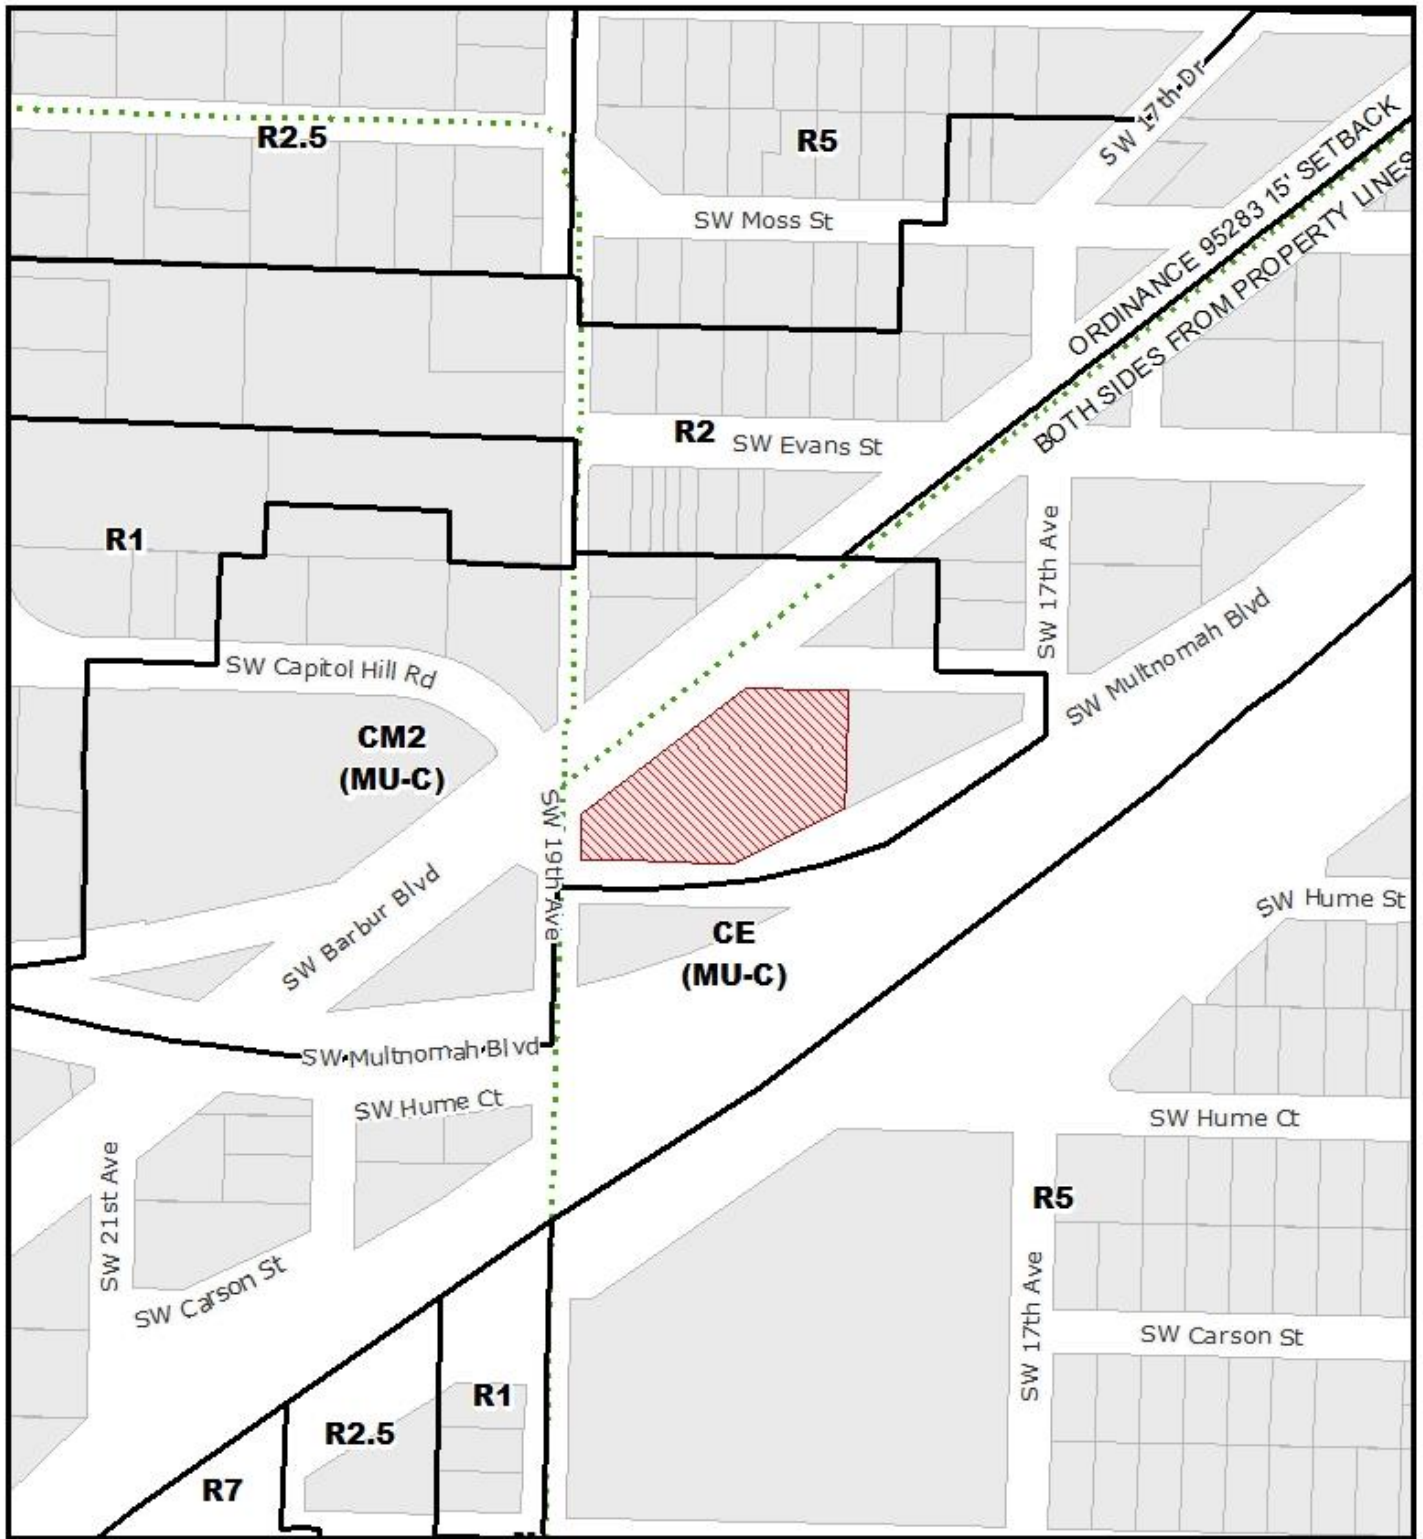 SW 17th Dr
R2.5
R5
ORDINANCE 95283 15' SETBACK
BOTH SIDES FROM PROPERTY LINES
SW Moss St
R2
SW Evans St
R1
SW 17th Ave
SW Multnomah Blvd
SW Capitol Hill Rd
CM2
(MU-C)
SW 19th Ave
SW Barbur Blvd
SW Hume St
CE
(MU-C)
SW Multnomah Blvd
SW Hume Ct
SW Hume Ct
SW 21st Ave
R5
SW Carson St
SW 17th Ave
SW Carson St
R1
R2.5
R7